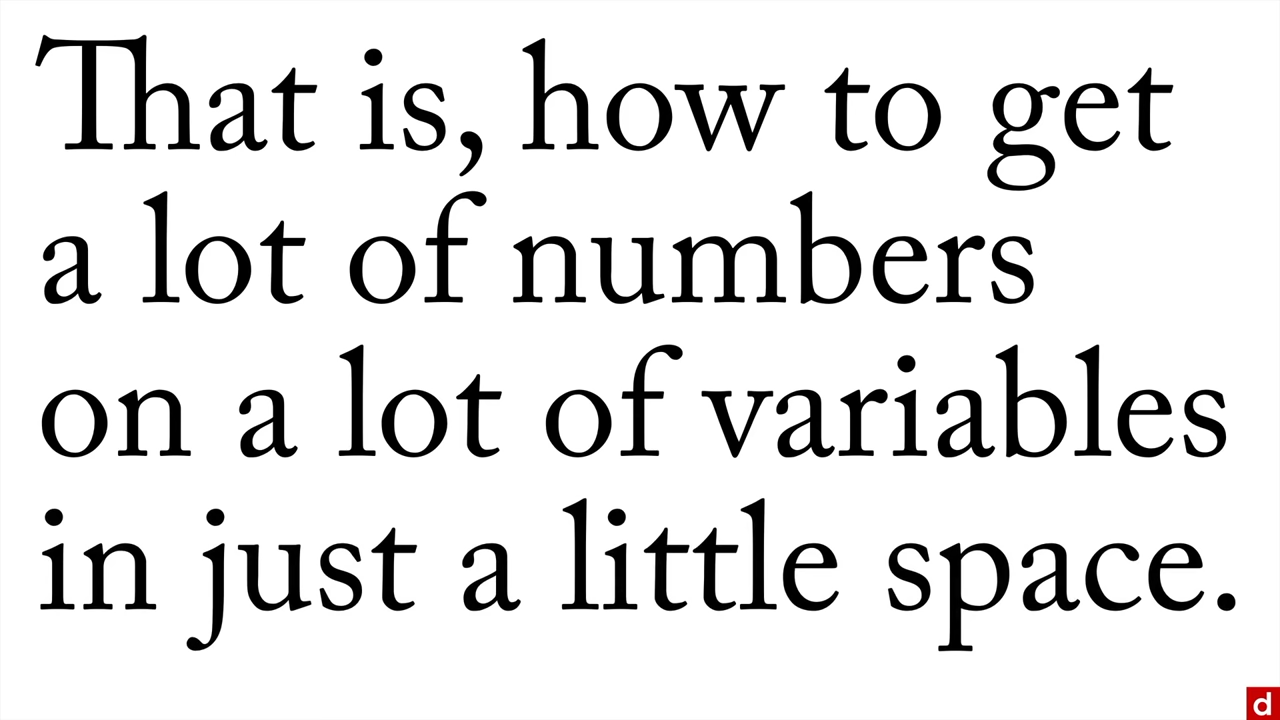 That is, how to get
a lot of numbers
on a lot of variables
in just a little space.
d